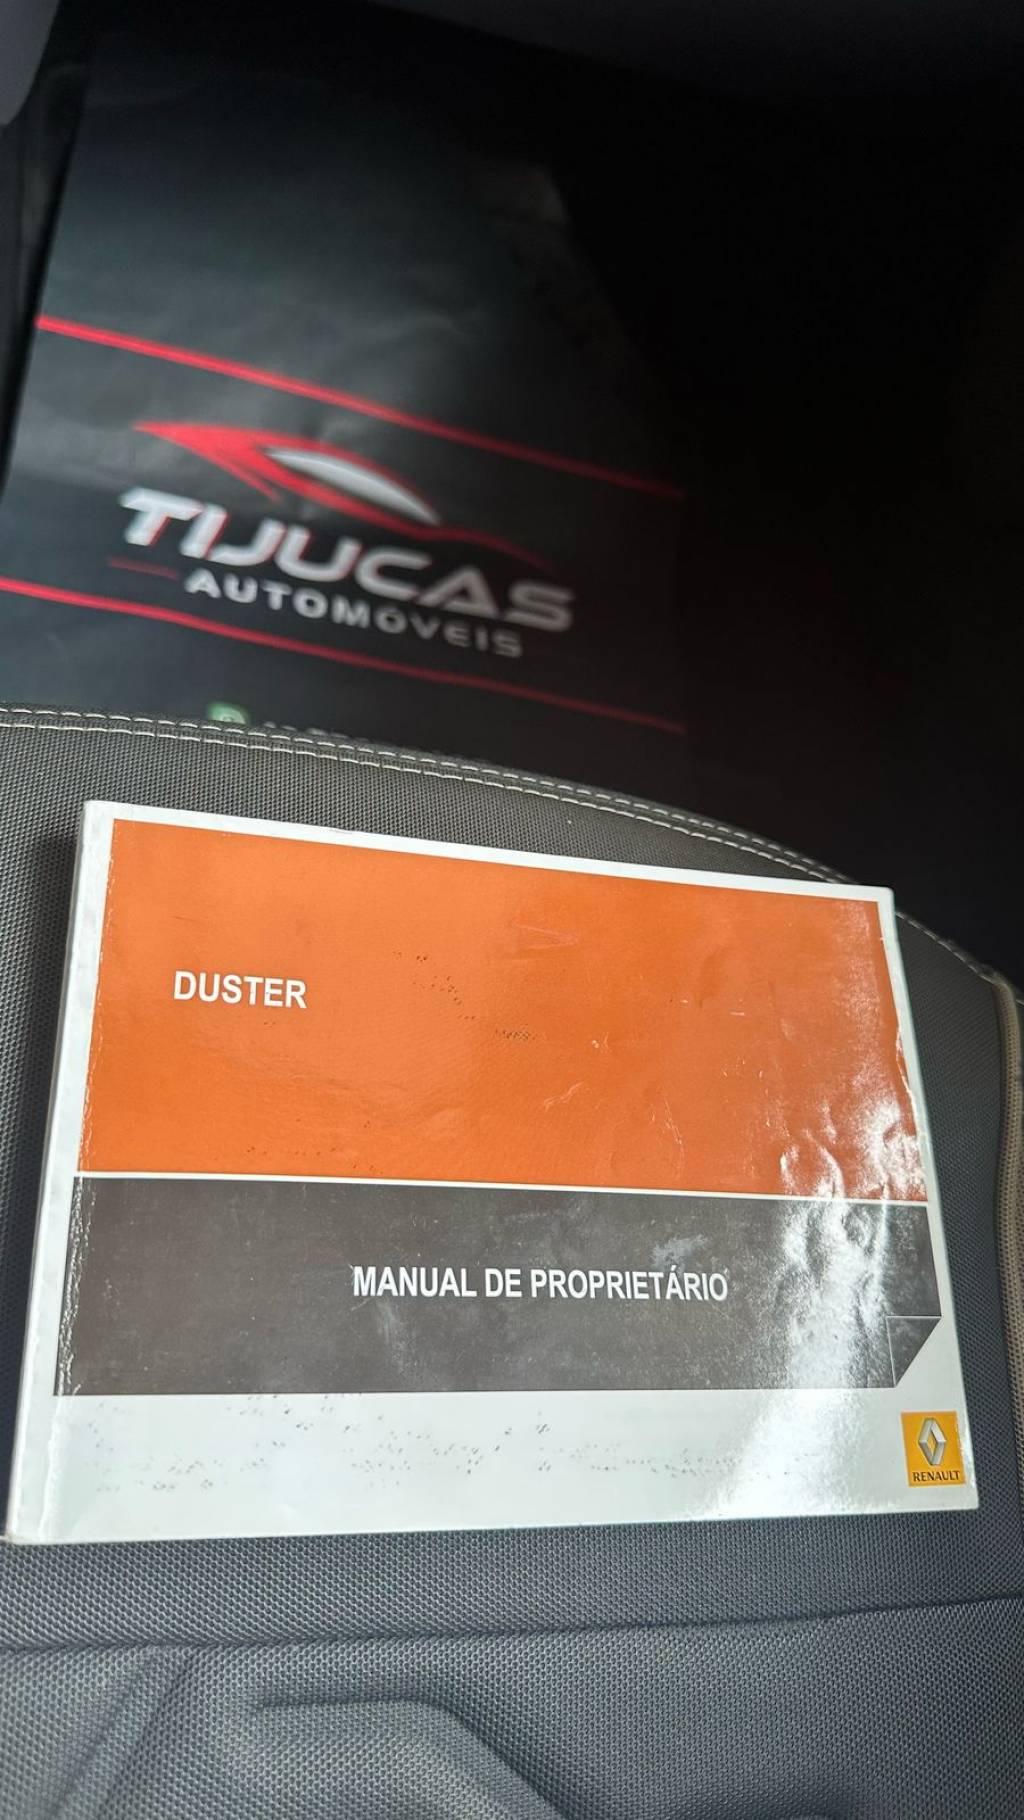 TIJUCAS
AUTOMÓVEIS
DUSTER
MANUAL DE PROPRIETÁRIO
RENAULT